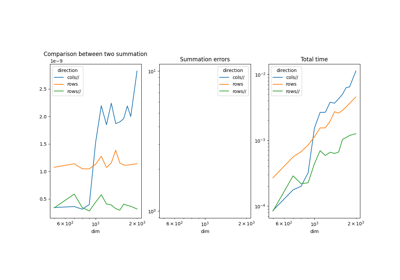 Comparison between two summation
1e−9
Summation errors
Total time
direction
cols//
rows
rows//
direction
cols//
rows
rows//
direction
cols//
rows
rows//
2.5
2.0
1.5
1.0
0.5
10¹
10⁰
10⁻²
10⁻³
10⁻⁴
6 × 10²
10³
2 × 10³
6 × 10²
10³
2 × 10³
6 × 10²
10³
2 × 10³
dim
dim
dim